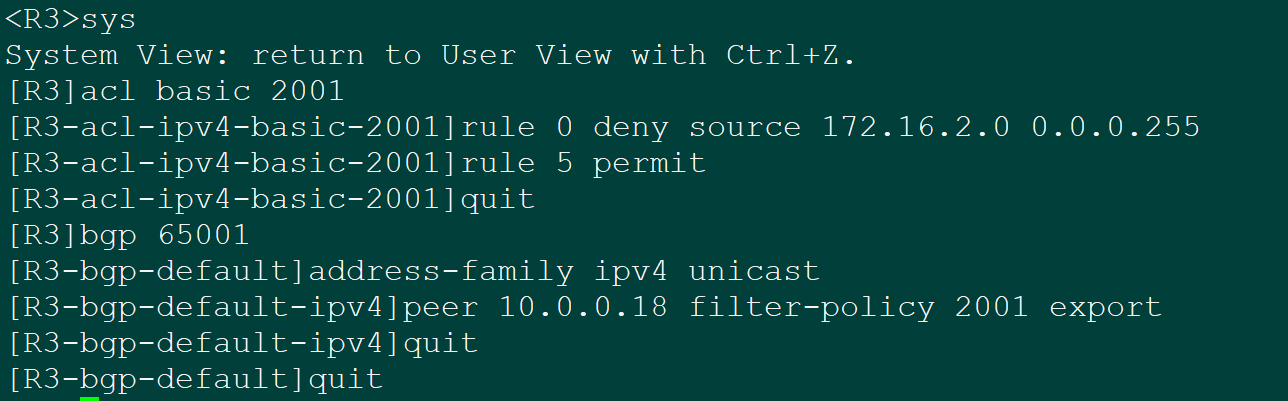 <R3>sys
System View: return to User View with Ctrl+Z.
[R3]acl basic 2001
[R3-acl-ipv4-basic-2001]rule 0 deny source 172.16.2.0 0.0.0.255
[R3-acl-ipv4-basic-2001]rule 5 permit
[R3-acl-ipv4-basic-2001]quit
[R3]bgp 65001
[R3-bgp-default]address-family ipv4 unicast
[R3-bgp-default-ipv4]peer 10.0.0.18 filter-policy 2001 export
[R3-bgp-default-ipv4]quit
[R3-bgp-default]quit